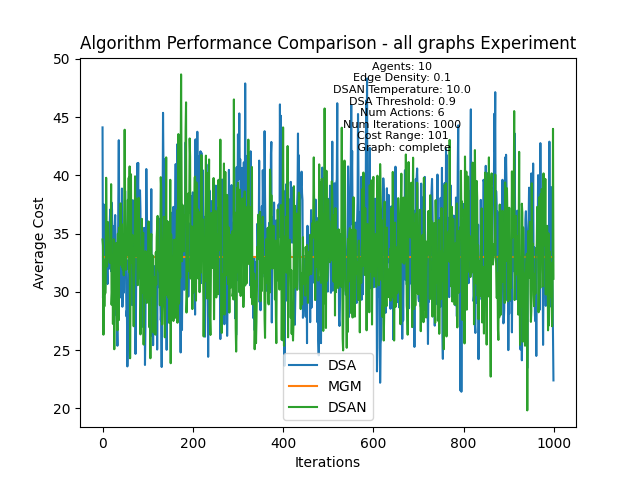 Algorithm Performance Comparison - all graphs Experiment
Agents: 10
Edge Density: 0.1
DSAN Temperature: 10.0
DSA Threshold: 0.9
Num Actions: 6
Num Iterations: 1000
Cost Range: 101
Graph: complete
50
45
40
35
30
25
20
Average Cost
DSA
MGM
DSAN
0
200
400
600
800
1000
Iterations